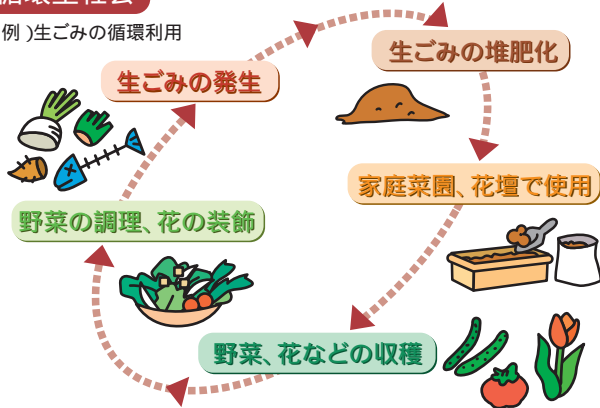 例 )生ごみの循環利用
生ごみの発生
生ごみの堆肥化
家庭菜園、花壇で使用
野菜、花などの収穫
野菜の調理、花の装飾